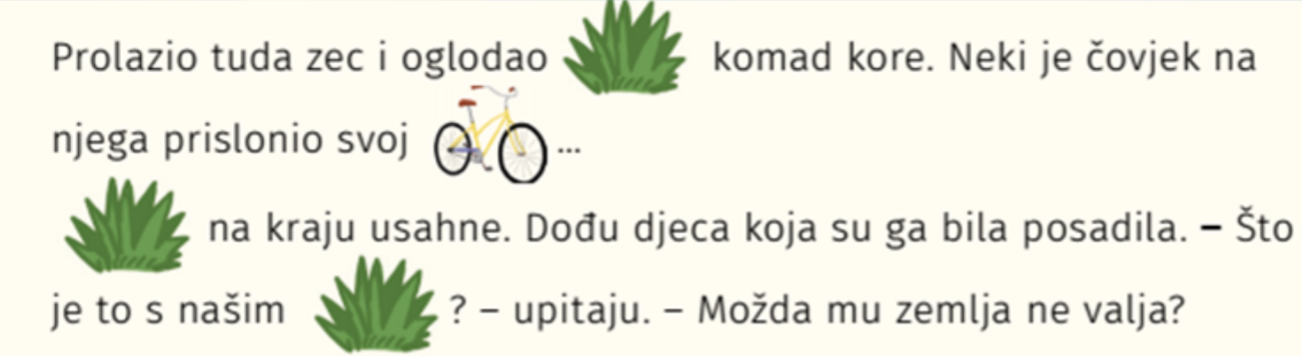 Prolazio tuda zec i oglodao komad kore. Neki je čovjek na
njega prislonio svoj ...
na kraju usahne. Dođu djeca koja su ga bila posadila. – Što
je to s našim ? – upitaju. – Možda mu zemlja ne valja?